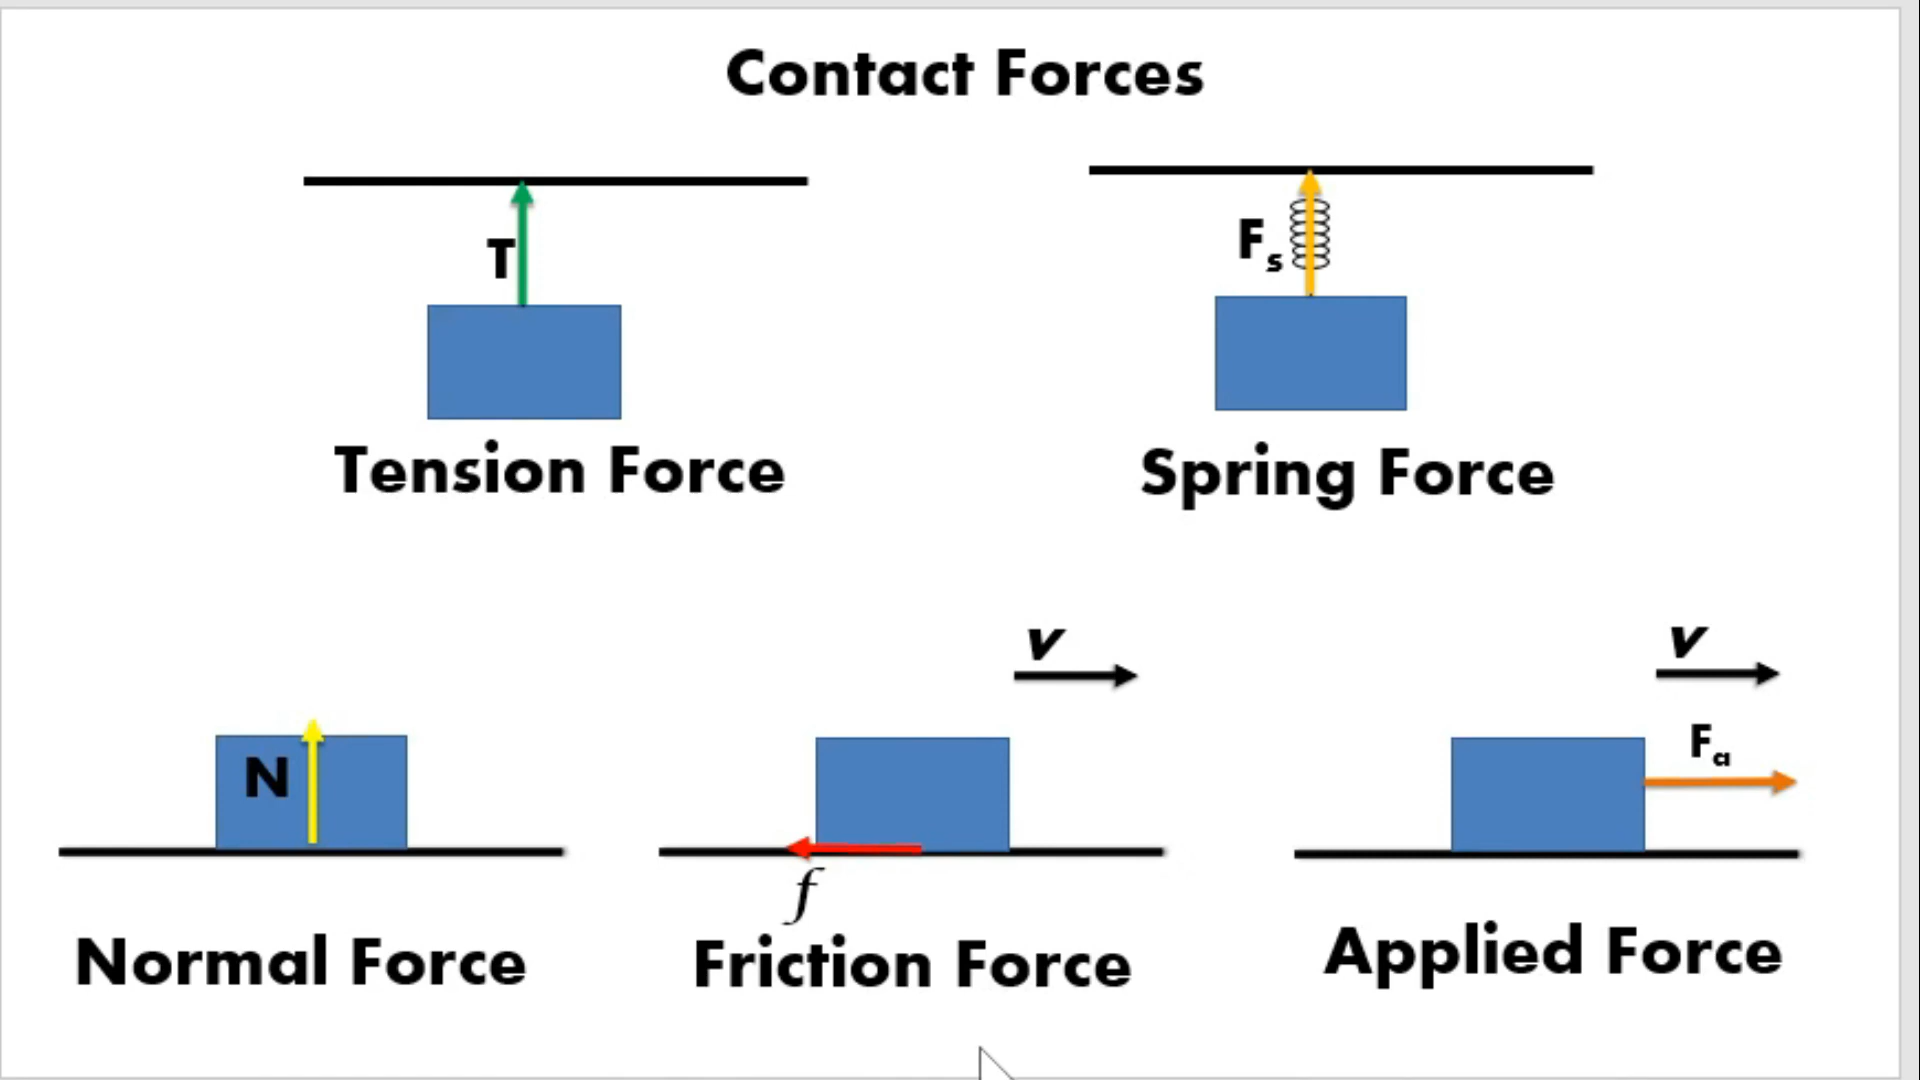 Contact Forces
T
Fs
Tension Force
Spring Force
v
v
N
Fa
f
Normal Force
Friction Force
Applied Force